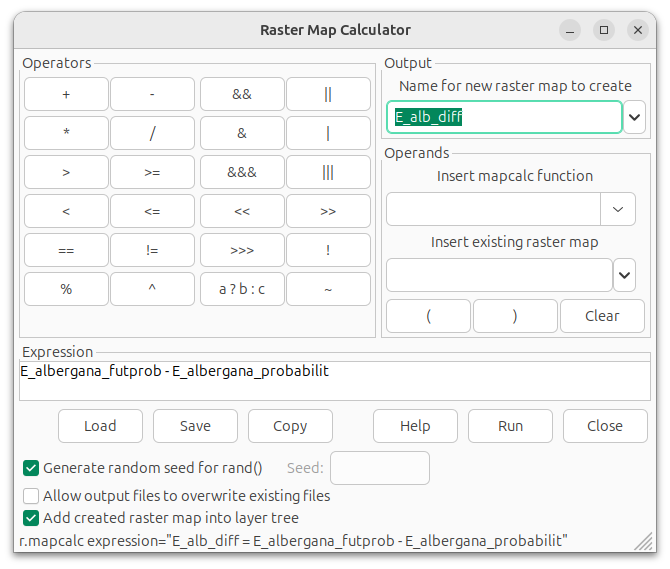 Raster Map Calculator
Operators
+ - && ||
* / & |
> >= &&& |||
< <= << >>
== != >>> !
% ^ a ? b : c ~
Output
Name for new raster map to create
E_alb_diff
Operands
Insert mapcalc function
Insert existing raster map
( ) Clear
Expression
E_albergana_futprob - E_albergana_probabilit
Load Save Copy Help Run Close
Generate random seed for rand() Seed:
Allow output files to overwrite existing files
Add created raster map into layer tree
r.mapcalc expression="E_alb_diff = E_albergana_futprob - E_albergana_probabilit"